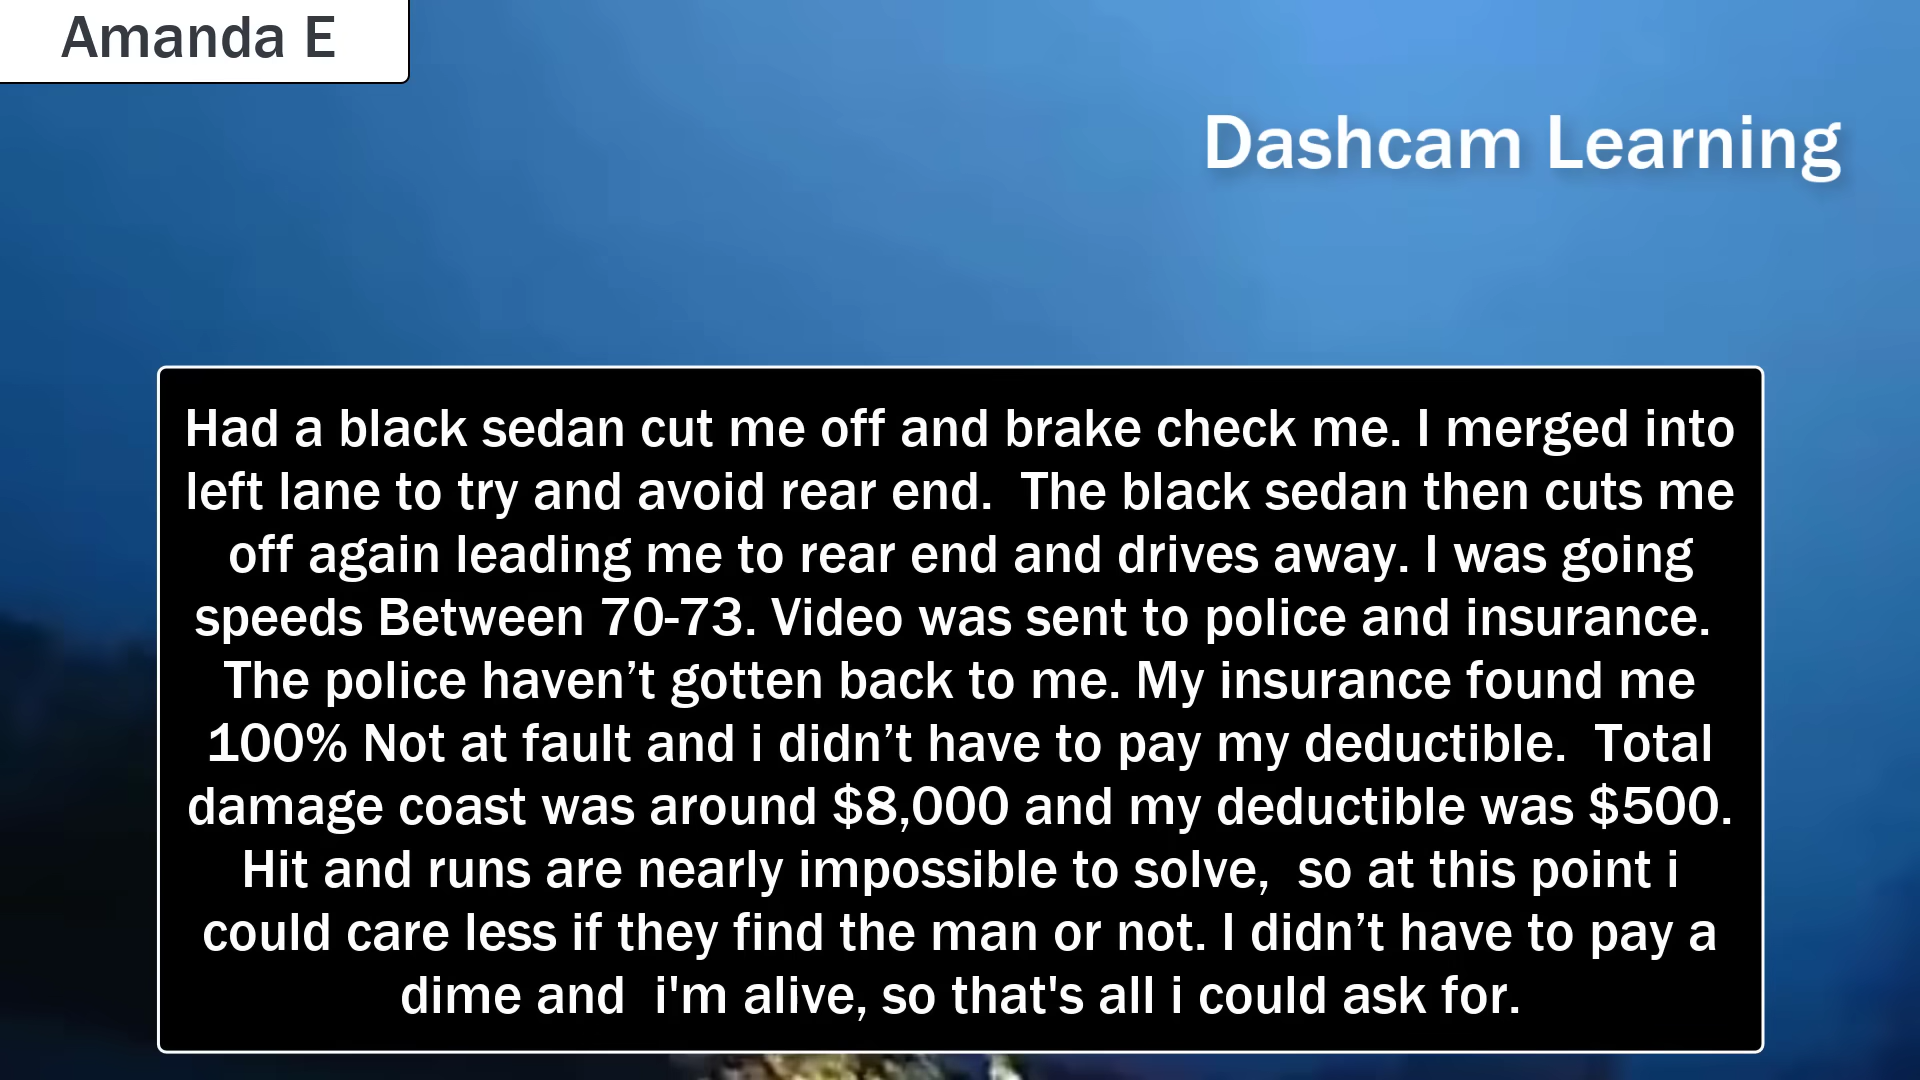 Amanda E
Dashcam Learning
Had a black sedan cut me off and brake check me. I merged into
left lane to try and avoid rear end.  The black sedan then cuts me
off again leading me to rear end and drives away. I was going
speeds Between 70-73. Video was sent to police and insurance.
The police haven’t gotten back to me. My insurance found me
100% Not at fault and i didn’t have to pay my deductible.  Total
damage coast was around $8,000 and my deductible was $500.
Hit and runs are nearly impossible to solve,  so at this point i
could care less if they find the man or not. I didn’t have to pay a
dime and  i'm alive, so that's all i could ask for.